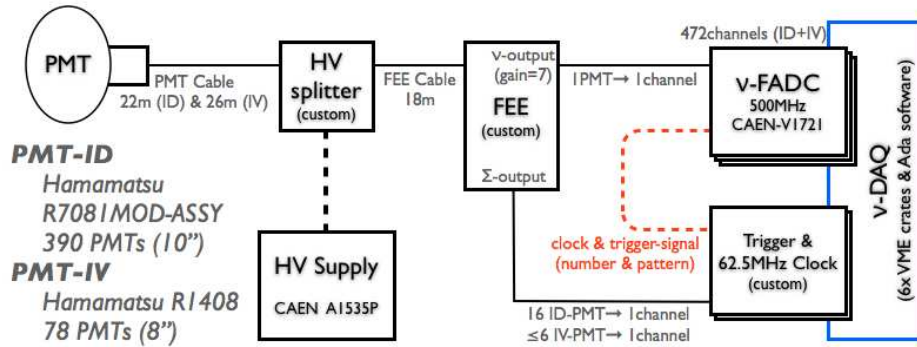 PMT
PMT Cable
22m (ID) & 26m (IV)
HV
splitter
(custom)
FEE Cable
18m
ν-output
(gain=7)
FEE
(custom)
Σ-output
1PMT→ 1channel
472channels (ID+IV)
ν-FADC
500MHz
CAEN-V1721
ν-DAQ
(6x VME crates & Ada software)
PMT-ID
Hamamatsu
R7081MOD-ASSY
390 PMTs (10”)
PMT-IV
Hamamatsu R1408
78 PMTs (8”)
HV Supply
CAEN A1535P
clock & trigger-signal
(number & pattern)
Trigger &
62.5MHz Clock
(custom)
16 ID-PMT→ 1channel
≤6 IV-PMT→ 1channel